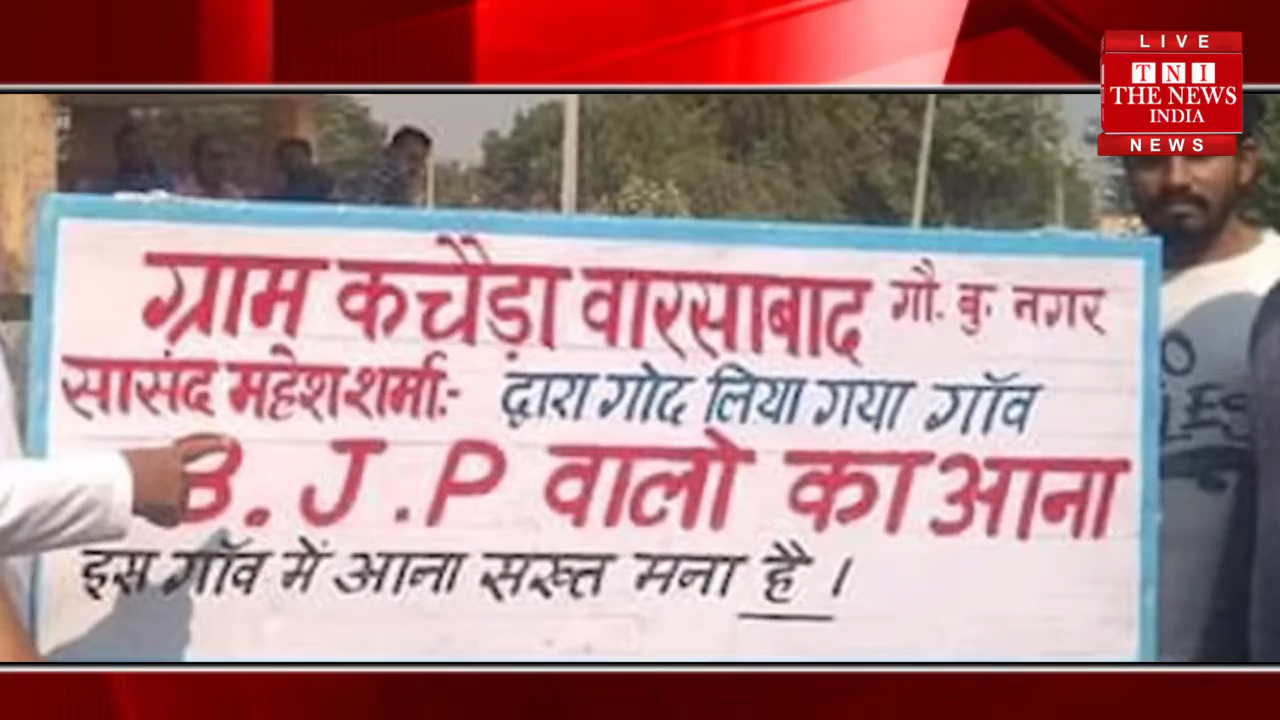 LIVE
TNI
THE NEWS
INDIA
NEWS
ग्राम कचैड़ा वारसाबाद गौ. बु. नगर
सासंद महेश शर्मा:- द्वारा गोद लिया गया गॉव
B.J.P वालो का आना
इस गॉव में आना सख्त मना है ।